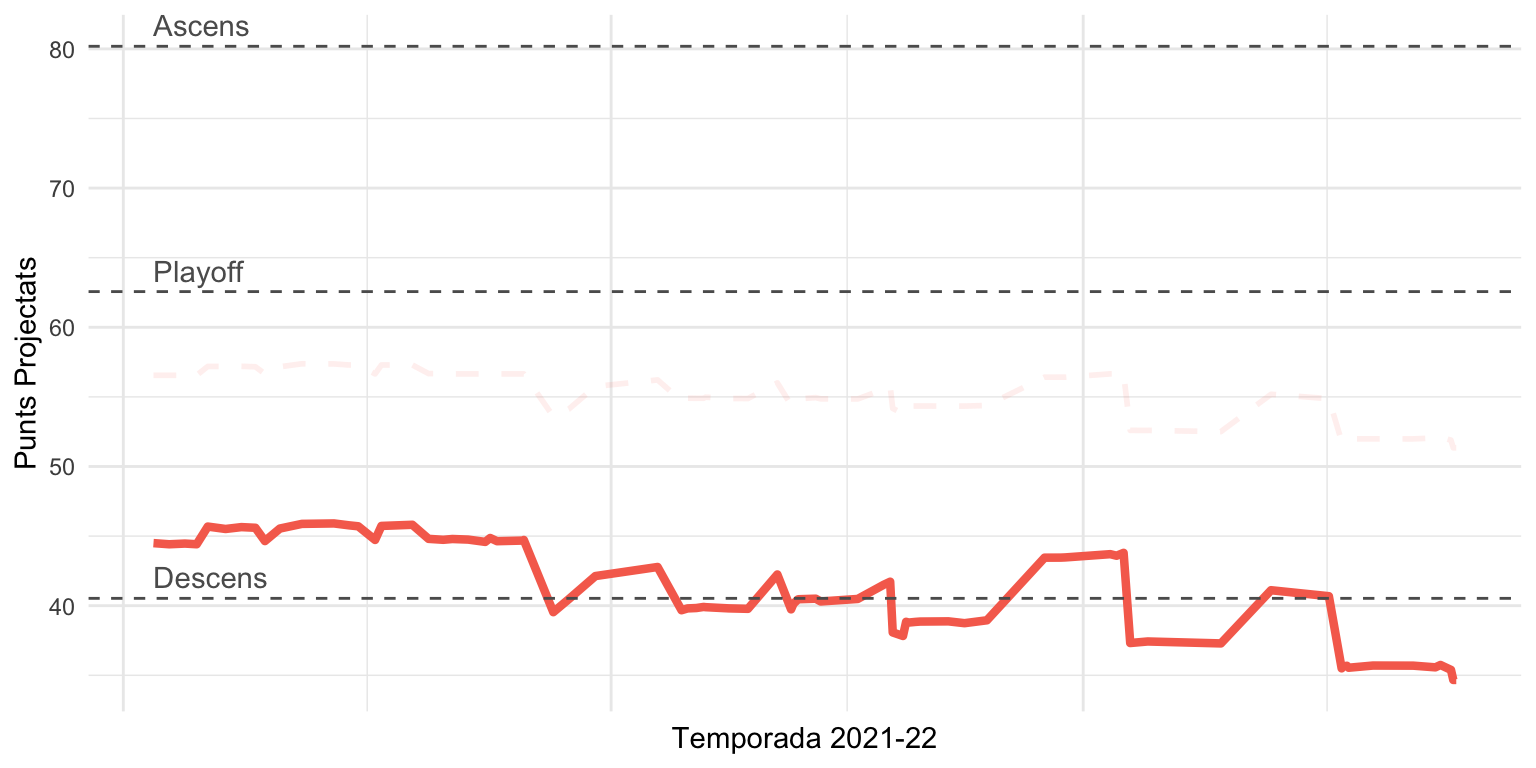 Ascens
80
70
Playoff
60
Punts Projectats
50
Descens
40
Temporada 2021-22